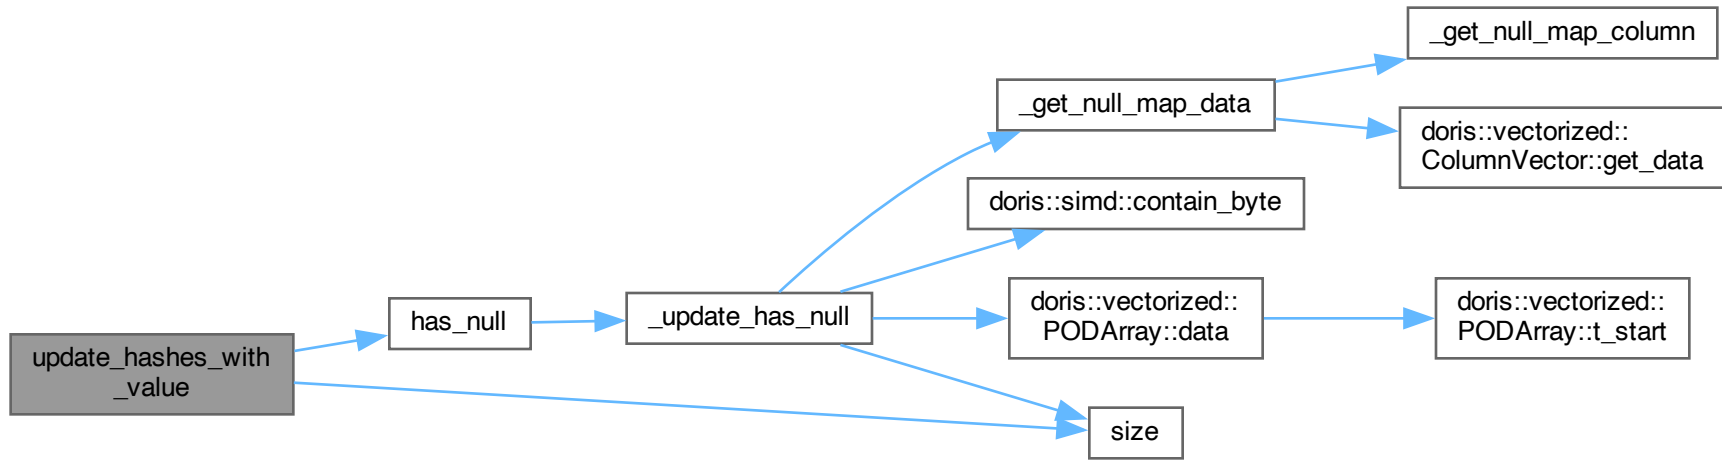 update_hashes_with
_value
has_null
_update_has_null
_get_null_map_data
doris::simd::contain_byte
doris::vectorized::
PODArray::data
size
_get_null_map_column
doris::vectorized::
ColumnVector::get_data
doris::vectorized::
PODArray::t_start